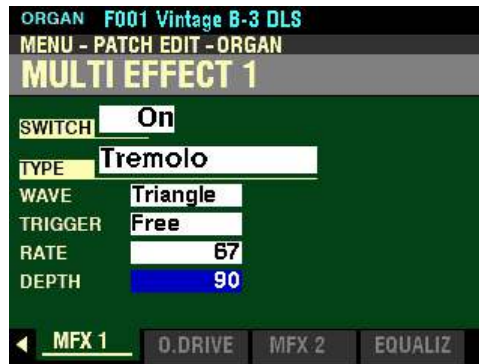 ORGAN F001 Vintage B-3 DLS
MENU - PATCH EDIT - ORGAN
MULTI EFFECT 1
SWITCH On
TYPE Tremolo
WAVE Triangle
TRIGGER Free
RATE 67
DEPTH 90
MFX 1 O.DRIVE MFX 2 EQUALIZ